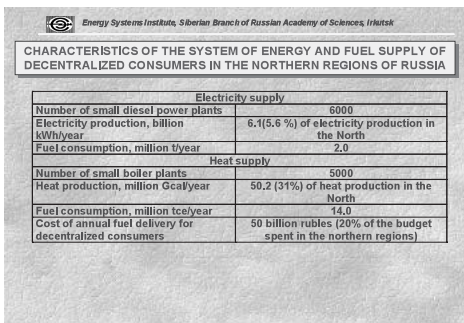 Energy Systems Institute, Siberian Branch of Russian Academy of Sciences, Irkutsk
CHARACTERISTICS OF THE SYSTEM OF ENERGY AND FUEL SUPPLY OF
DECENTRALIZED CONSUMERS IN THE NORTHERN REGIONS OF RUSSIA
Electricity supply
Number of small diesel power plants 6000
Electricity production, billion 6.1(5.6 %) of electricity production in
kWh/year the North
Fuel consumption, million t/year 2.0
Heat supply
Number of small boiler plants 5000
Heat production, million Gcal/year 50.2 (31%) of heat production in the
North
Fuel consumption, million tce/year 14.0
Cost of annual fuel delivery for 50 billion rubles (20% of the budget
decentralized consumers spent in the northern regions)